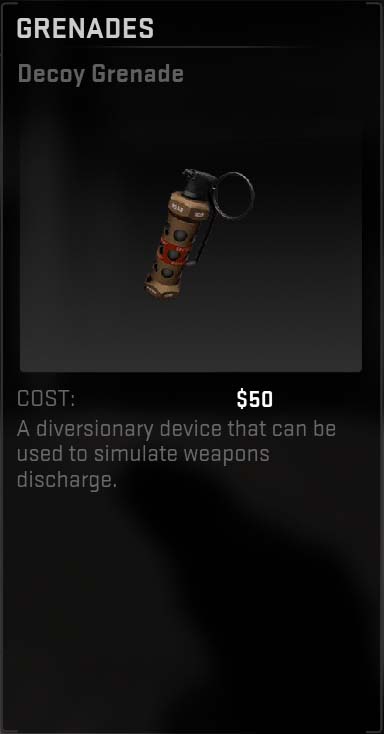 GRENADES
Decoy Grenade
COST: $50
A diversionary device that can be
used to simulate weapons
discharge.